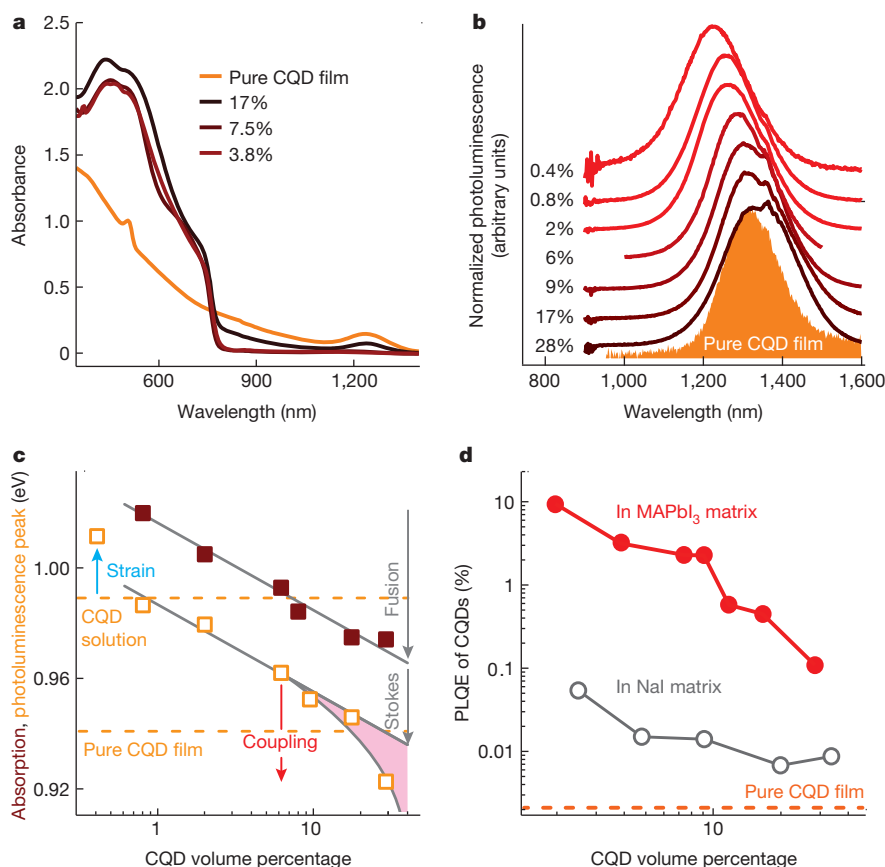 a
2.5
2.0
1.5
1.0
0.5
0
Absorbance
Pure CQD film
17%
7.5%
3.8%
600
900
1,200
Wavelength (nm)
b
Normalized photoluminescence
(arbitrary units)
0.4%
0.8%
2%
6%
9%
17%
28%
Pure CQD film
800
1,000
1,200
1,400
1,600
Wavelength (nm)
c
Absorption, photoluminescence peak (eV)
1.00
0.96
0.92
Strain
CQD
solution
Pure CQD film
Coupling
Fusion
Stokes
1
10
CQD volume percentage
d
PLQE of CQDs (%)
10
1
0.1
0.01
In MAPbI3 matrix
In NaI matrix
Pure CQD film
10
CQD volume percentage